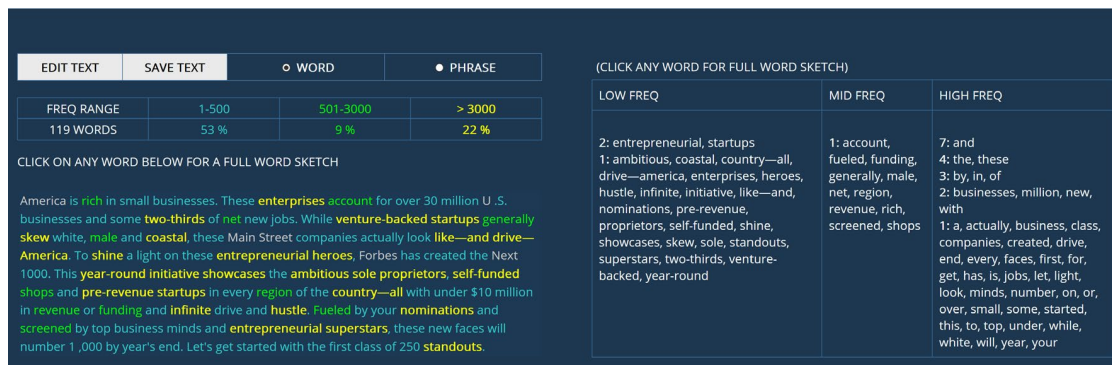 EDIT TEXT SAVE TEXT WORD PHRASE
FREQ RANGE 1-500 501-3000 > 3000
119 WORDS 53 % 9 % 22 %
CLICK ON ANY WORD BELOW FOR A FULL WORD SKETCH
America is rich in small businesses. These enterprises account for over 30 million U .S.
businesses and some two-thirds of net new jobs. While venture-backed startups generally
skew white, male and coastal, these Main Street companies actually look like—and drive—
America. To shine a light on these entrepreneurial heroes, Forbes has created the Next
1000. This year-round initiative showcases the ambitious sole proprietors, self-funded
shops and pre-revenue startups in every region of the country—all with under $10 million
in revenue or funding and infinite drive and hustle. Fueled by your nominations and
screened by top business minds and entrepreneurial superstars, these new faces will
number 1 ,000 by year's end. Let's get started with the first class of 250 standouts.
(CLICK ANY WORD FOR FULL WORD SKETCH)
LOW FREQ MID FREQ HIGH FREQ
2: entrepreneurial, startups
1: ambitious, coastal, country—all,
drive—america, enterprises, heroes,
hustle, infinite, initiative, like—and,
nominations, pre-revenue,
proprietors, self-funded, shine,
showcases, skew, sole, standouts,
superstars, two-thirds, venture-
backed, year-round
1: account,
fueled, funding,
generally, male,
net, region,
revenue, rich,
screened, shops
7: and
4: the, these
3: by, in, of
2: businesses, million, new,
with
1: a, actually, business, class,
companies, created, drive,
end, every, faces, first, for,
get, has, is, jobs, let, light,
look, minds, number, on, or,
over, small, some, started,
this, to, top, under, while,
white, will, year, your